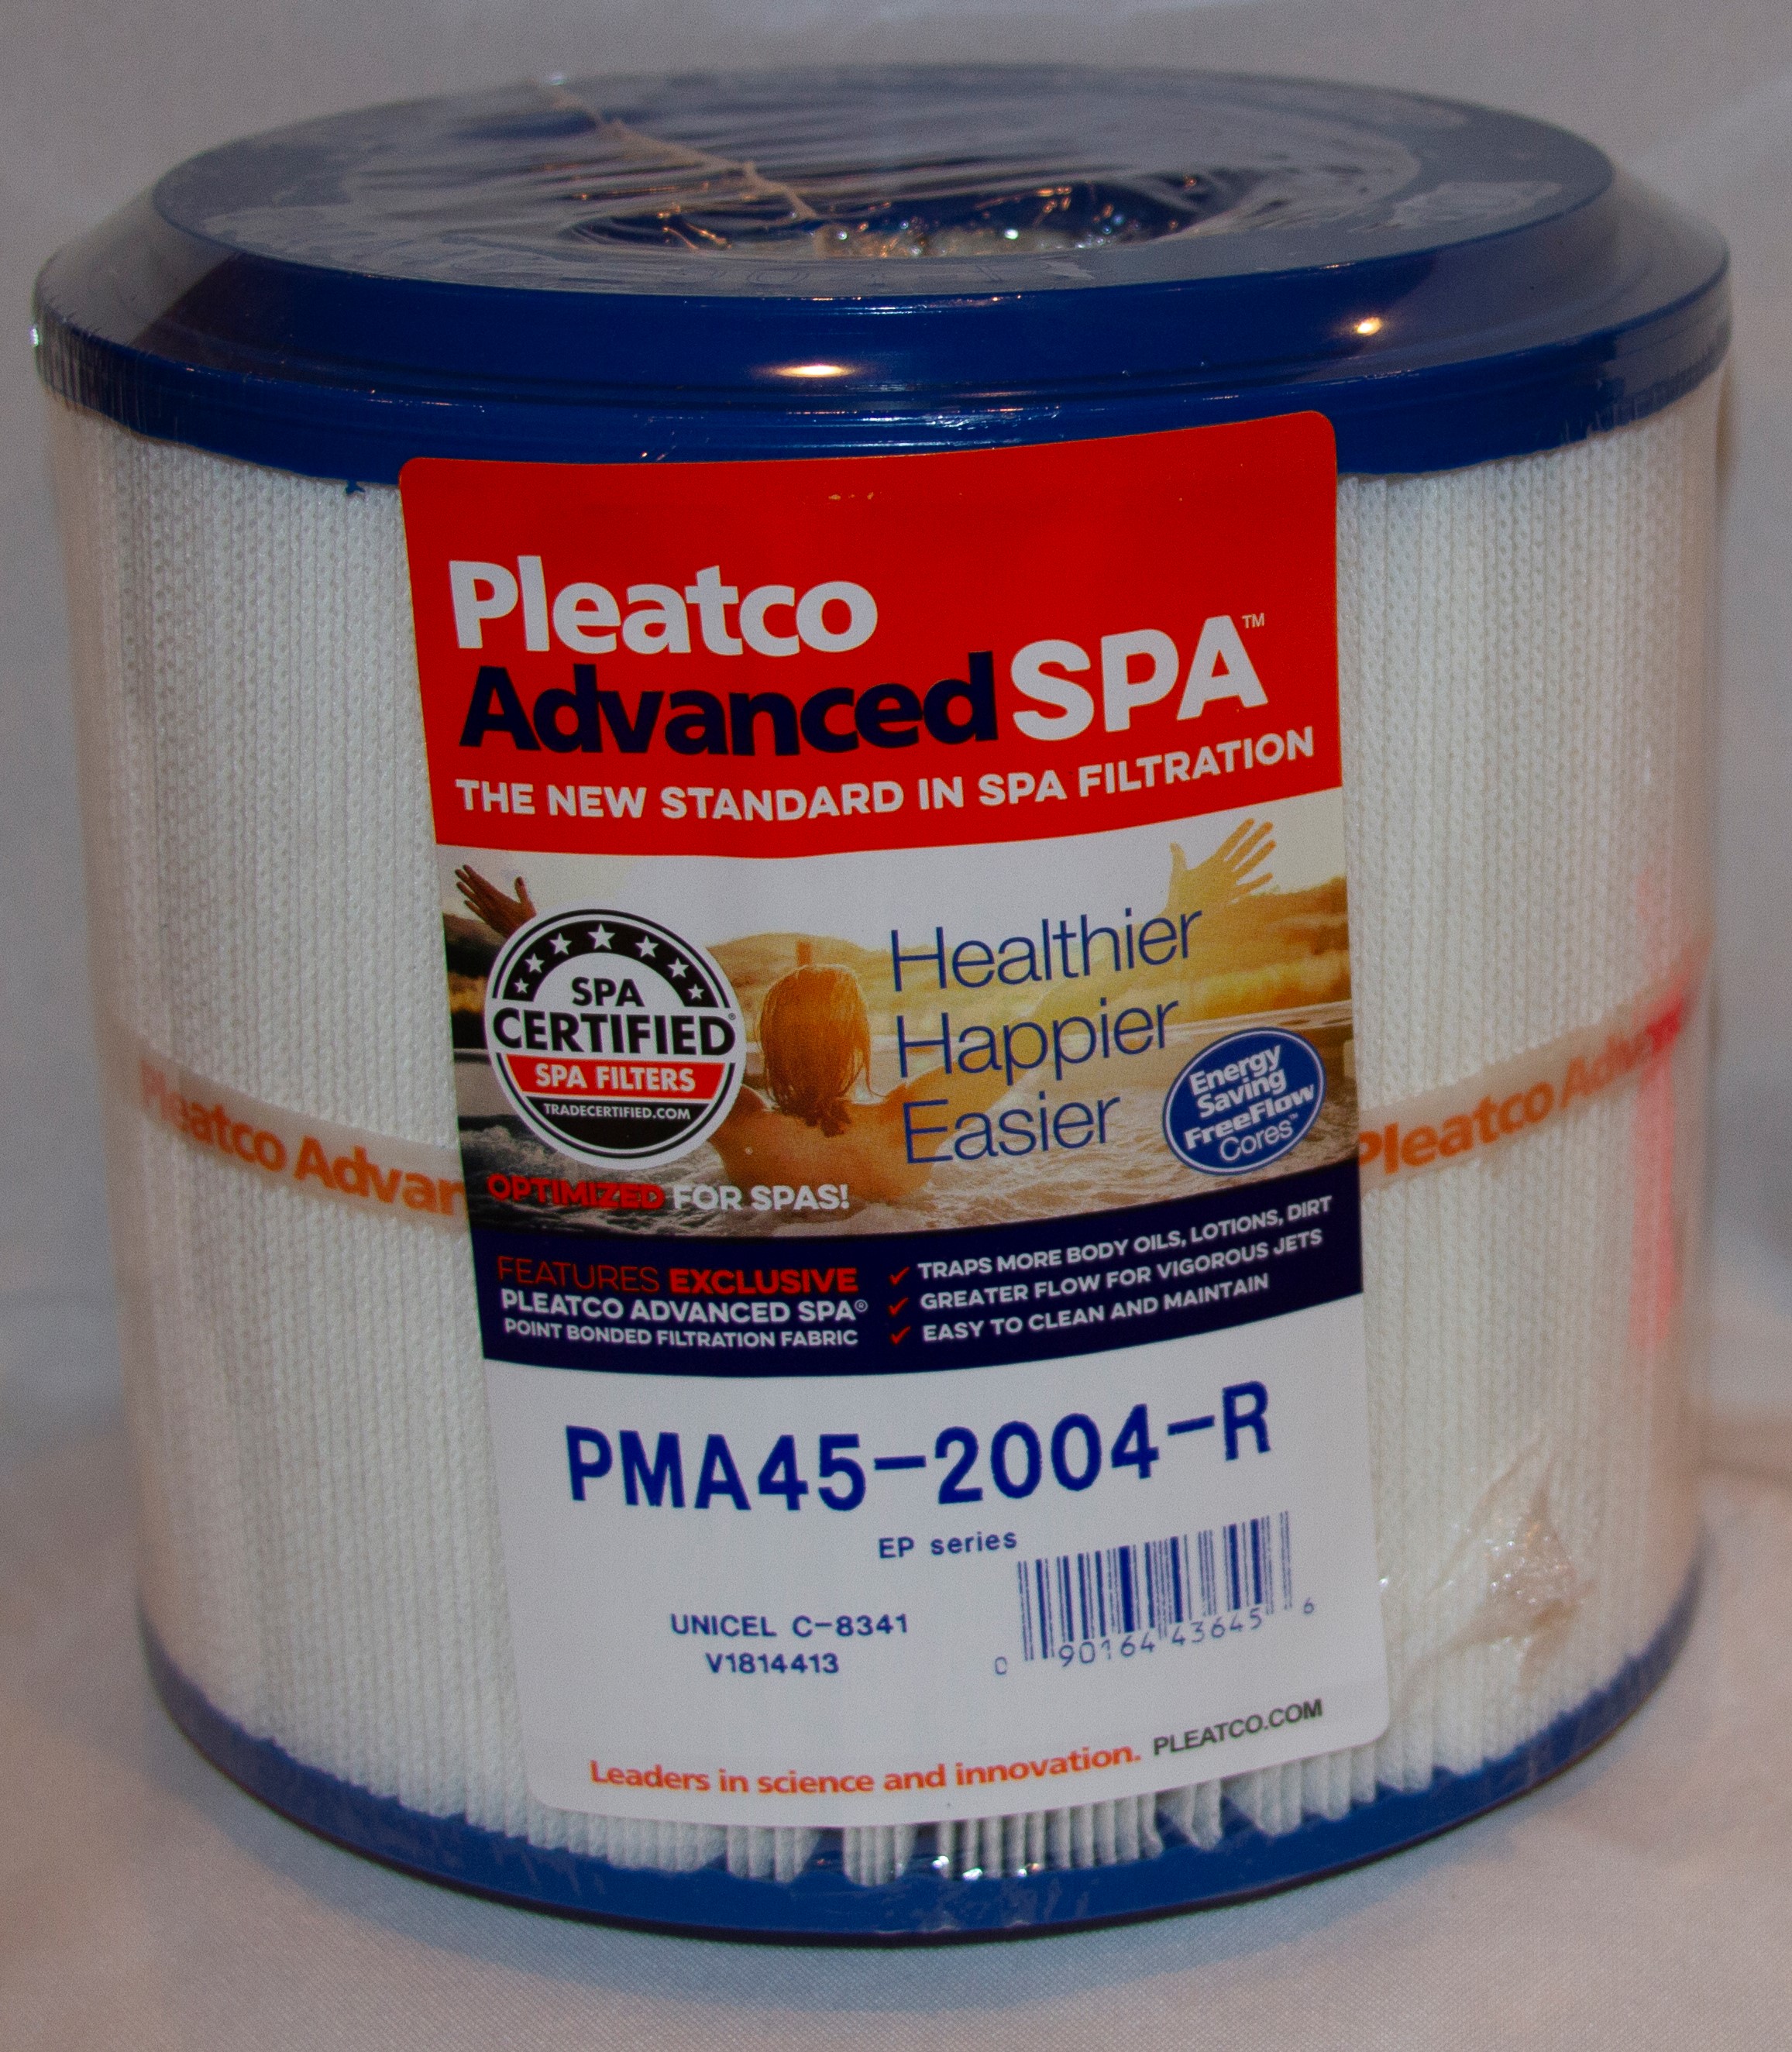 Pleatco
Advanced SPA™
THE NEW STANDARD IN SPA FILTRATION
SPA
CERTIFIED®
SPA FILTERS
TRADECERTIFIED.COM
Healthier
Happier
Easier
Energy
Saving
FreeFlow
Cores™
OPTIMIZED FOR SPAS!
Pleatco Advan
Pleatco Adva
FEATURES EXCLUSIVE
PLEATCO ADVANCED SPA®
POINT BONDED FILTRATION FABRIC
✓ TRAPS MORE BODY OILS, LOTIONS, DIRT
✓ GREATER FLOW FOR VIGOROUS JETS
✓ EASY TO CLEAN AND MAINTAIN
PMA45-2004-R
EP series
UNICEL C-8341
V1814413
0 90164 43645 6
Leaders in science and innovation. PLEATCO.COM